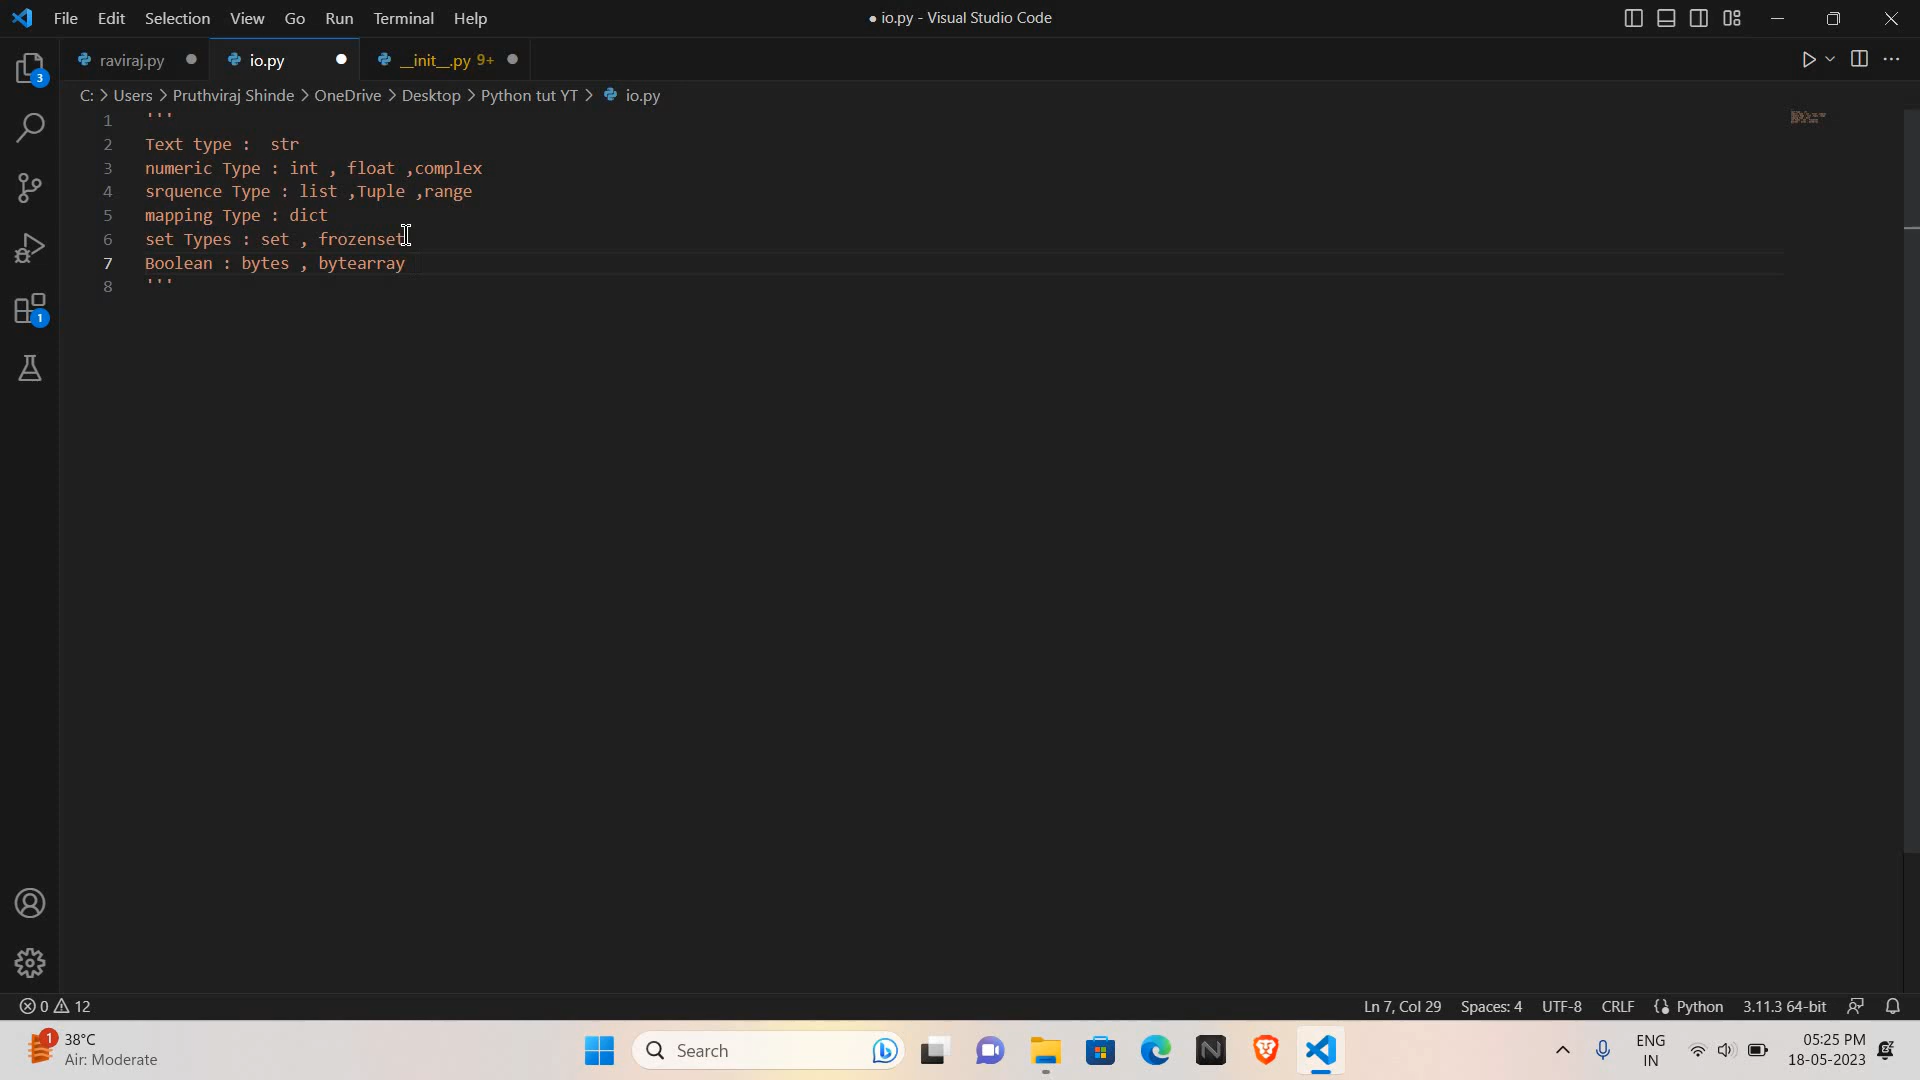 File Edit Selection View Go Run Terminal Help
● io.py - Visual Studio Code
raviraj.py
io.py
__init__.py 9+
C: > Users > Pruthviraj Shinde > OneDrive > Desktop > Python tut YT > io.py
3
1
1 '''
2 Text type :  str
3 numeric Type : int , float ,complex
4 srquence Type : list ,Tuple ,range
5 mapping Type : dict
6 set Types : set , frozenset
7 Boolean : bytes , bytearray
8 '''
0 12
Ln 7, Col 29 Spaces: 4 UTF-8 CRLF {} Python 3.11.3 64-bit
1
38°C
Air: Moderate
Search
ENG
IN
05:25 PM
18-05-2023